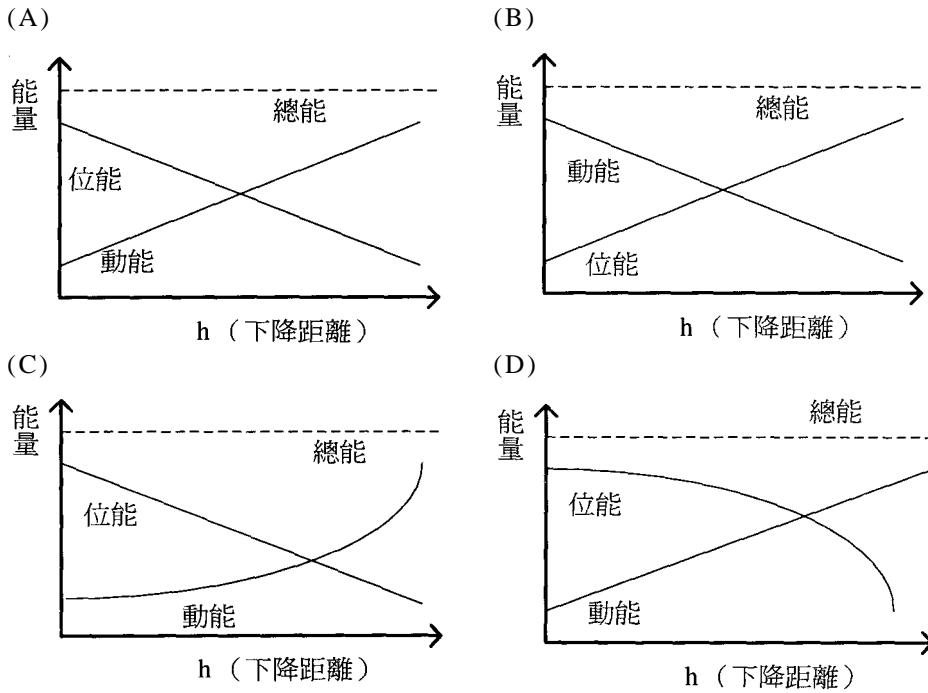 (A)
能量
總能
位能
動能
h（下降距離）
(B)
能量
總能
動能
位能
h（下降距離）
(C)
能量
總能
位能
動能
h（下降距離）
(D)
能量
總能
位能
動能
h（下降距離）